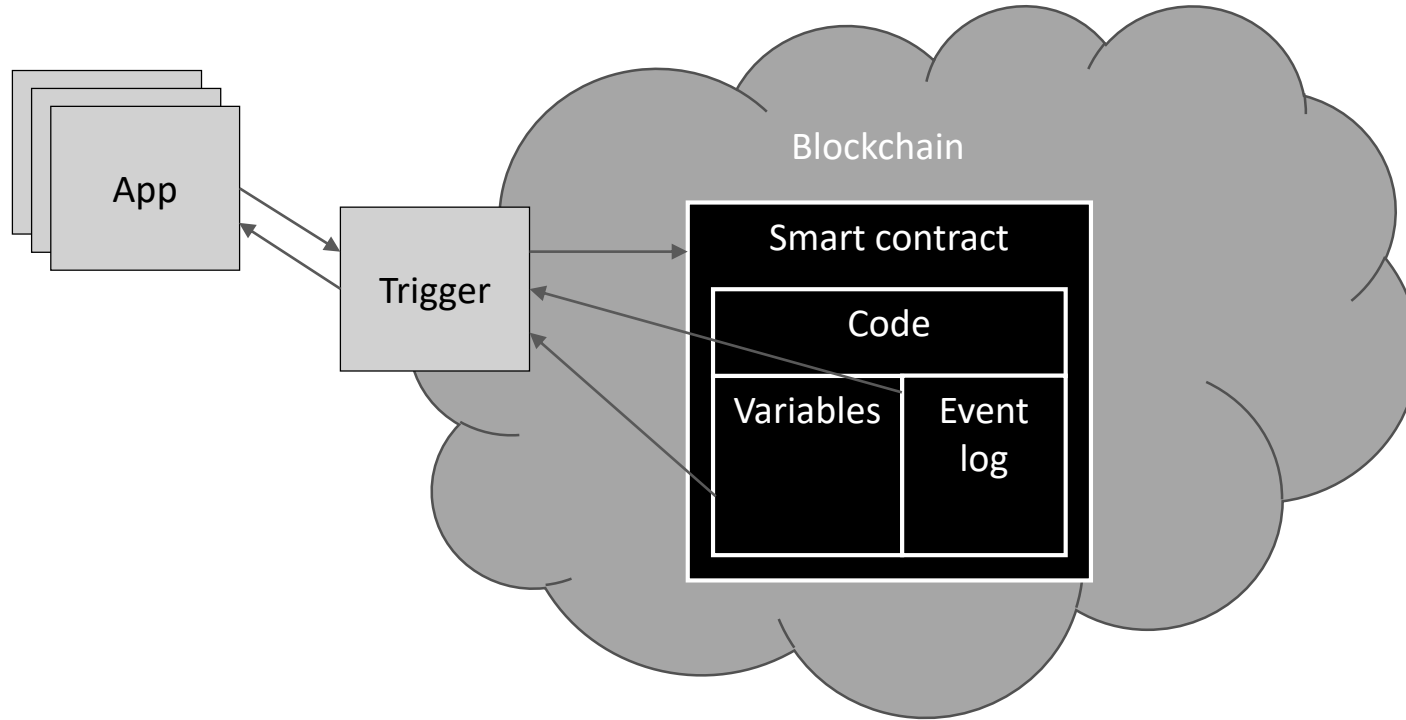 Blockchain
App
Smart contract
Trigger
Code
Variables
Event
log